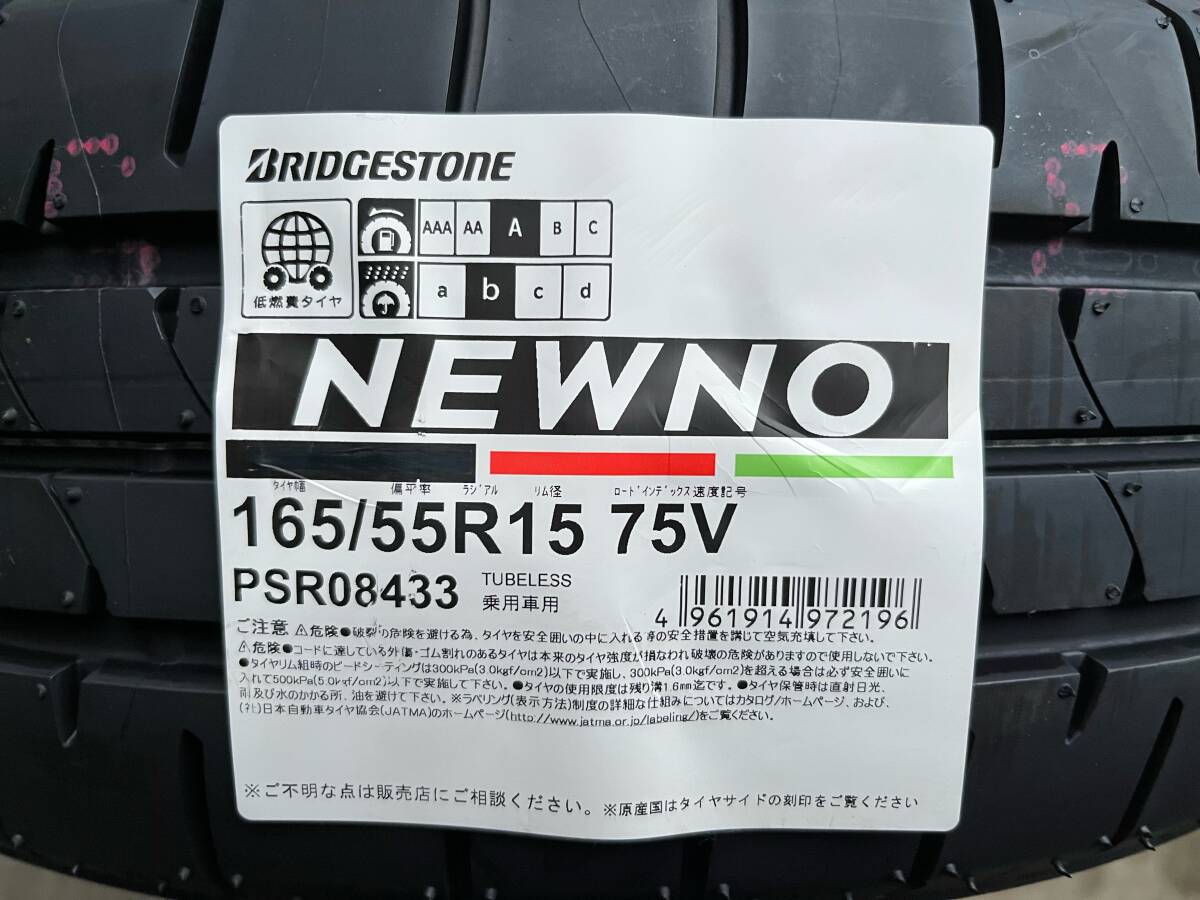 BRIDGESTONE
AAA AA A B C
a b c d
低燃費タイヤ
NEWNO
タイヤ幅 偏平率 ラジアル リム径 ロードインデックス 速度記号
165/55R15 75V
PSR08433 TUBELESS
乗用車用
4 961914 972196
ご注意 ⚠危険●破裂の危険を避ける為、タイヤを安全囲いの中に入れる等の安全措置を講じて空気充填して下さい。
⚠危険●コードに達している外傷・ゴム割れのあるタイヤは本来のタイヤ強度が損なわれ破壊の危険がありますので使用しないで下さい。
●タイヤリム組時のビードシーティングは300kPa(3.0kgf/cm2)以下で実施し、300kPa(3.0kgf/cm2)を超える場合は必ず安全囲いに
入れて500kPa(5.0kgf/cm2)以下で実施して下さい。●タイヤの使用限度は残り溝1.6mm迄です。●タイヤ保管時は直射日光、
雨及び水のかかる所、油を避けて下さい。※ラベリング(表示方法)制度の詳細な仕組みについてはカタログ/ホームページ、および、
(社)日本自動車タイヤ協会(JATMA)のホームページ(http://www.jatma.or.jp/labeling/)をご覧ください。
※ご不明な点は販売店にご相談ください。※原産国はタイヤサイドの刻印をご覧ください